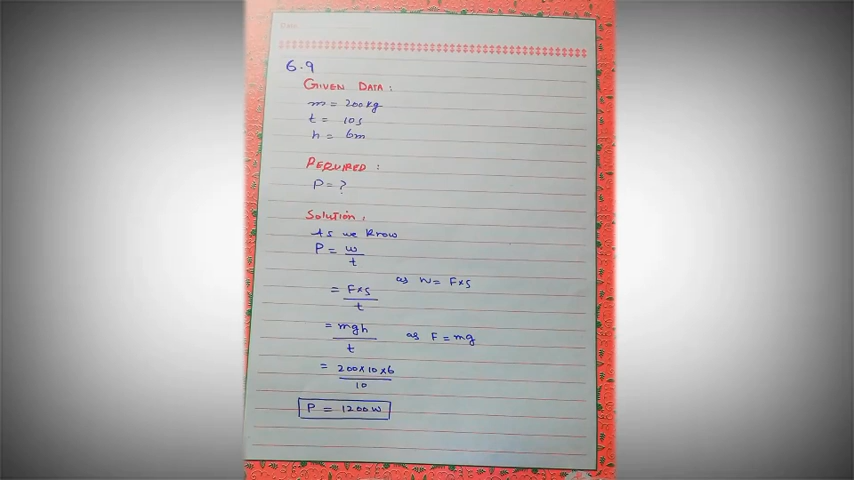 6.9
GIVEN DATA:
m = 200kg
t = 10s
h = 6m
REQUIRED:
P = ?
Solution,
As we know
P = w/t
= F×s/t as W = F×S
= mgh/t as F = mg
= 200×10×6/10
P = 1200W